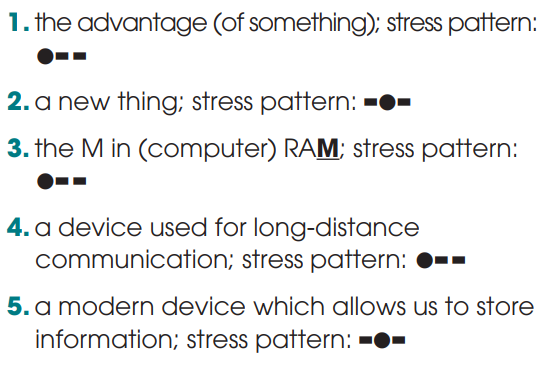 1. the advantage (of something); stress pattern:
●--
2. a new thing; stress pattern: -●-
3. the M in (computer) RAM; stress pattern:
●--
4. a device used for long-distance
communication; stress pattern: ●--
5. a modern device which allows us to store
information; stress pattern: -●-